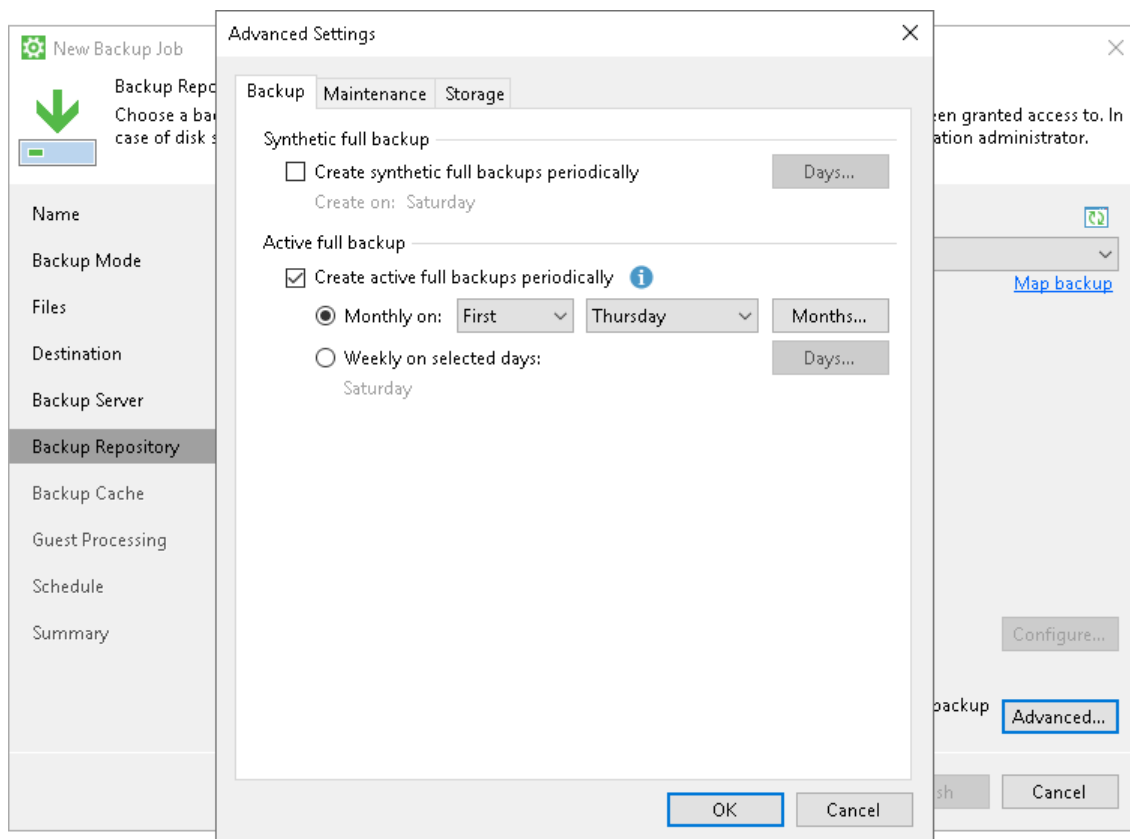 New Backup Job
Advanced Settings
Backup
Choose a ba
case of disk
een granted access to. In
ation administrator.
Backup Maintenance Storage
Synthetic full backup
Create synthetic full backups periodically
Days...
Create on: Saturday
Active full backup
Create active full backups periodically
Monthly on: First Thursday Months...
Weekly on selected days: Days...
Saturday
Name
Backup Mode
Files
Destination
Backup Server
Backup Repository
Backup Cache
Guest Processing
Schedule
Summary
Map backup
Configure...
backup
Advanced...
OK
Cancel
Cancel